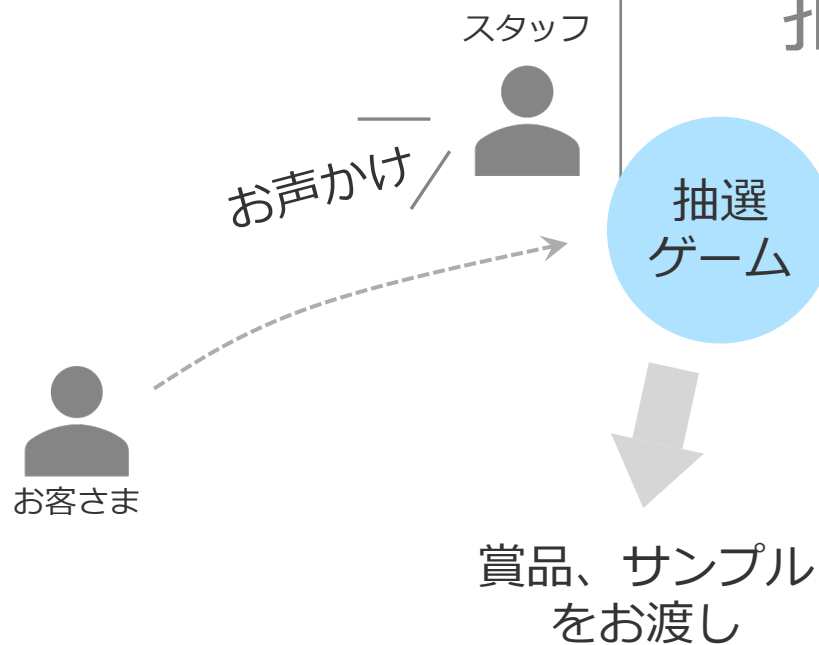 スタッフ
お声かけ
抽選
ゲーム
お客さま
賞品、サンプル
をお渡し